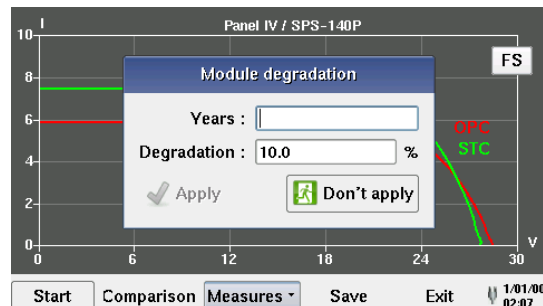 I
Panel IV / SPS-140P
10
FS
8
Module degradation
Years :
6
OPC
STC
Degradation : 10.0 %
4
Apply
Don't apply
2
0
V
0 6 12 18 24 30
Start Comparison Measures Save Exit 1/01/00
02:07